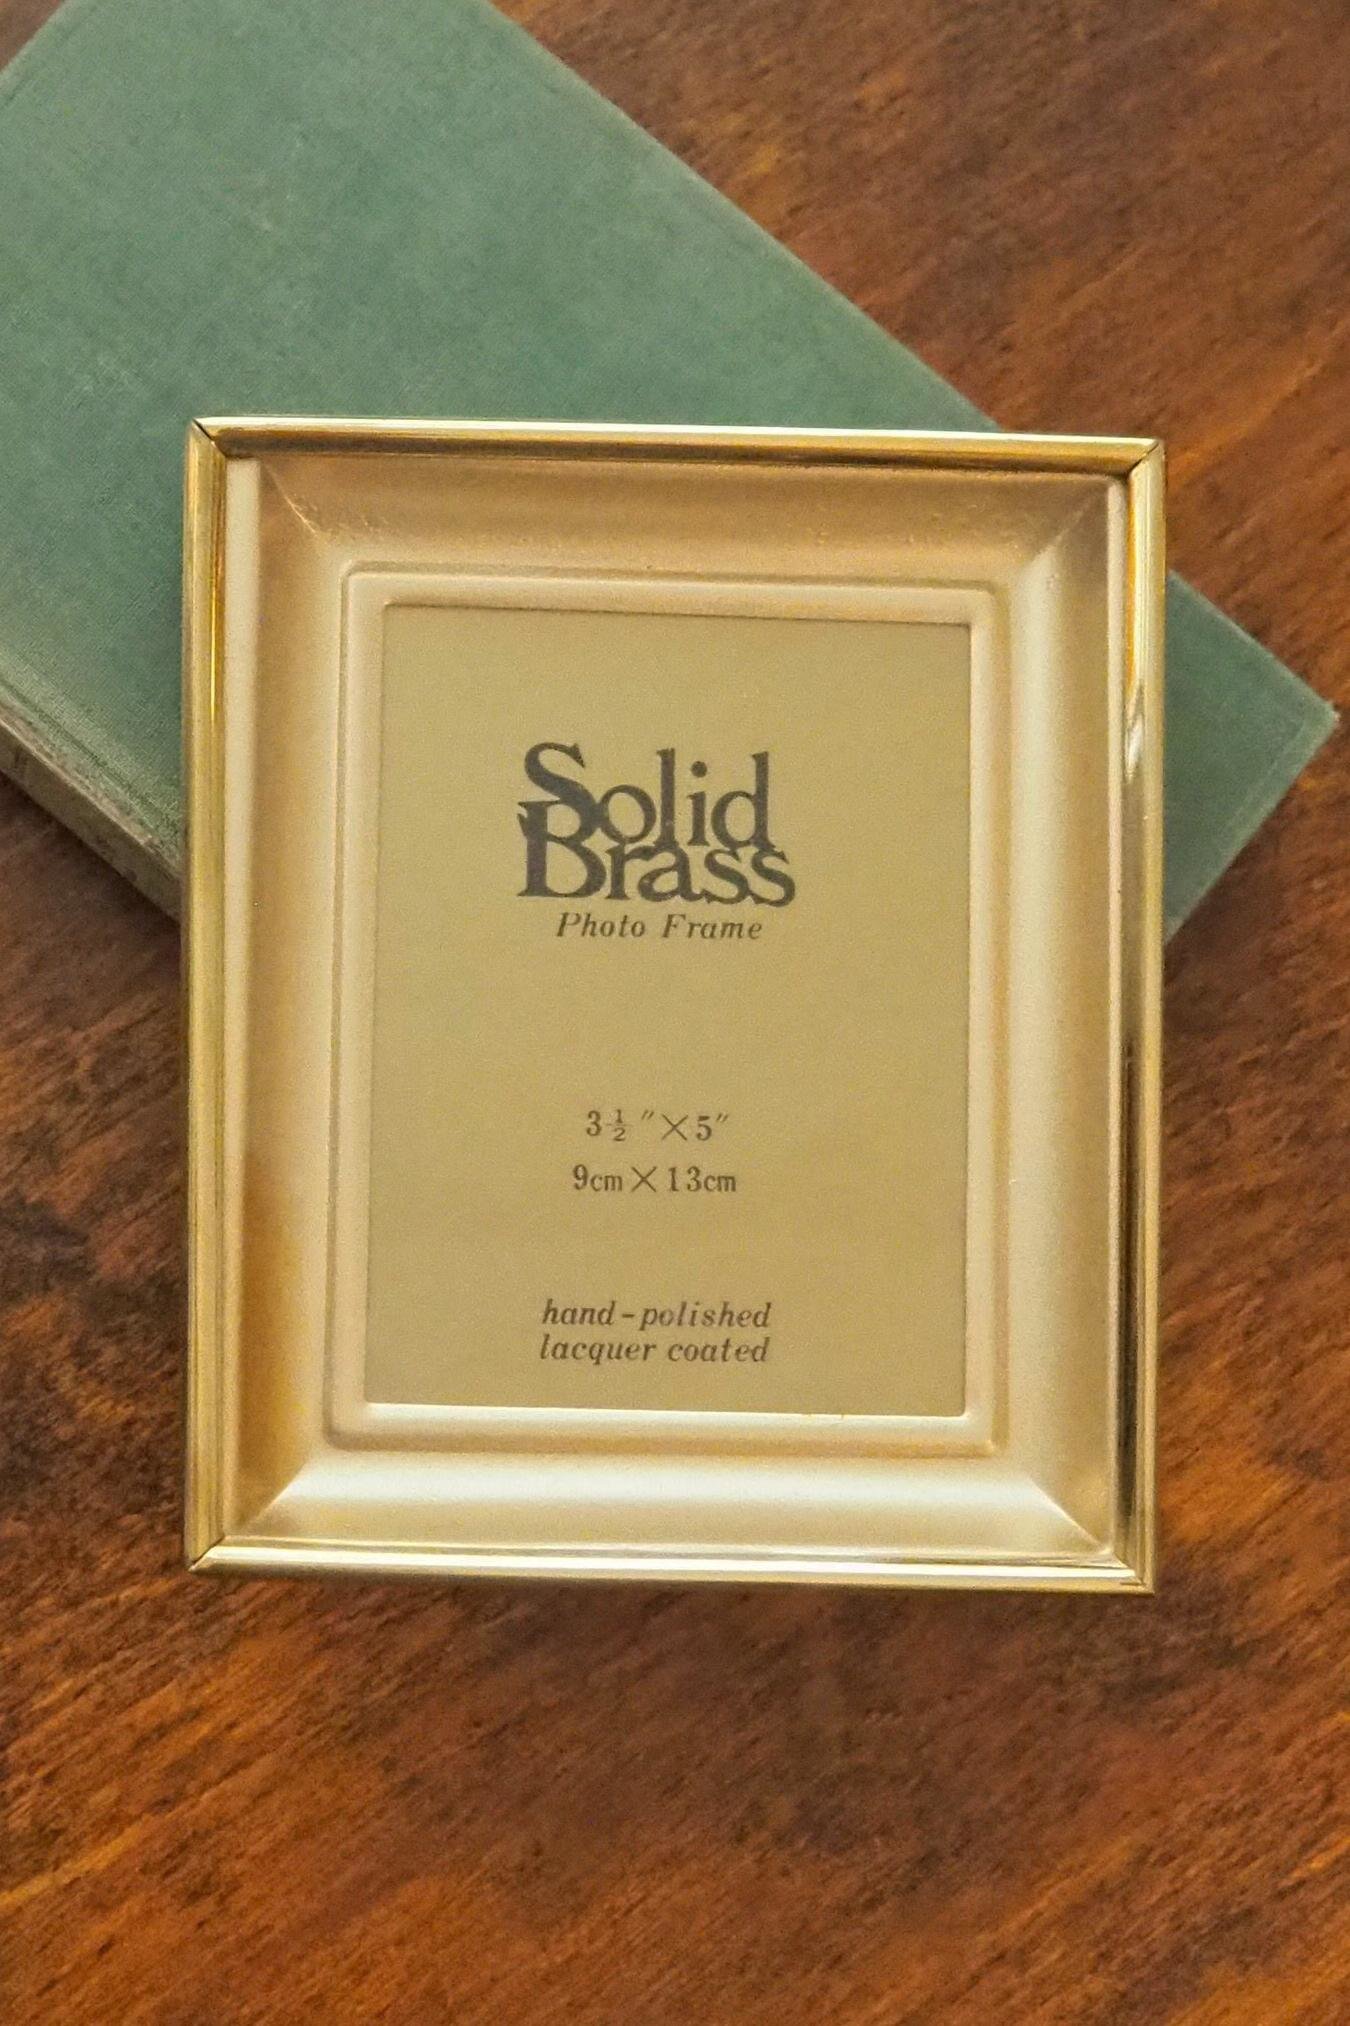 Solid
Brass
Photo Frame
3½″×5″
9cm×13cm
hand-polished
lacquer coated